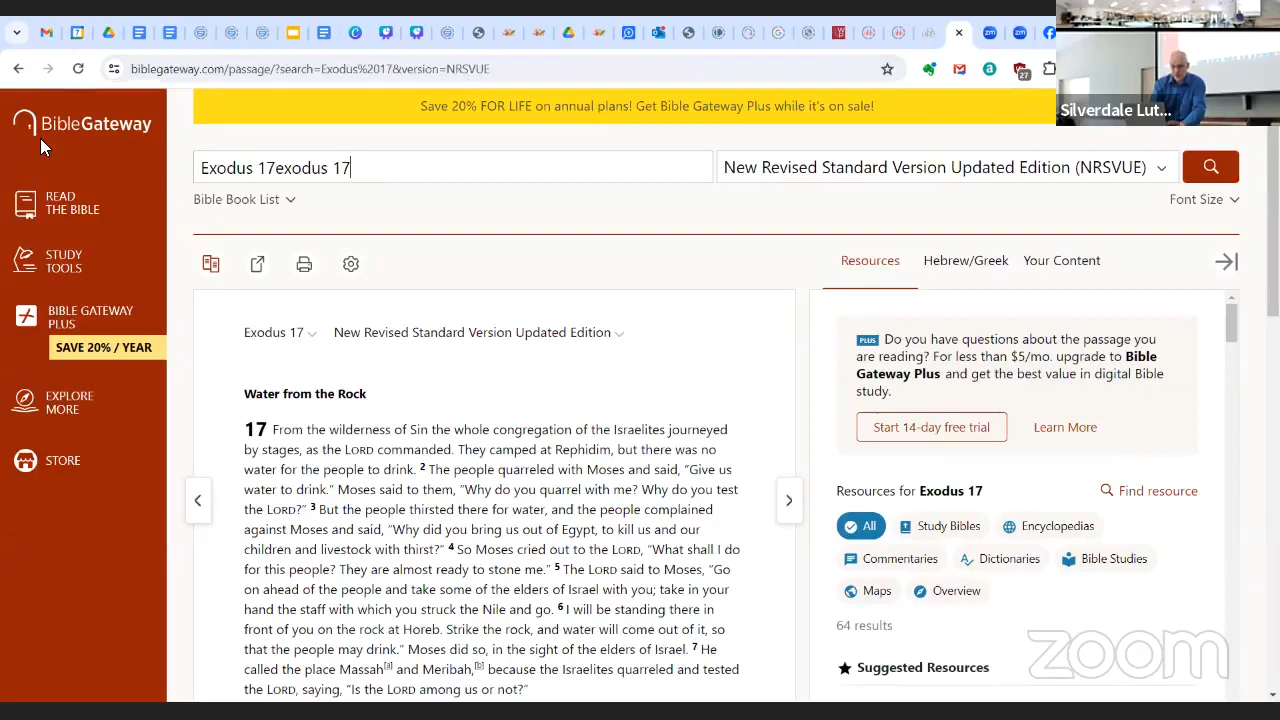 biblegateway.com/passage/?search=Exodus%2017&version=NRSVUE
27
Silverdale Lut...
BibleGateway
Save 20% FOR LIFE on annual plans! Get Bible Gateway Plus while it's on sale!
Exodus 17exodus 17
New Revised Standard Version Updated Edition (NRSVUE)
Bible Book List
Font Size
READ
THE BIBLE
STUDY
TOOLS
BIBLE GATEWAY
PLUS
SAVE 20% / YEAR
EXPLORE
MORE
STORE
Resources
Hebrew/Greek
Your Content
Exodus 17
New Revised Standard Version Updated Edition
Water from the Rock
17 From the wilderness of Sin the whole congregation of the Israelites journeyed
by stages, as the LORD commanded. They camped at Rephidim, but there was no
water for the people to drink. 2 The people quarreled with Moses and said, “Give us
water to drink.” Moses said to them, “Why do you quarrel with me? Why do you test
the LORD?” 3 But the people thirsted there for water, and the people complained
against Moses and said, “Why did you bring us out of Egypt, to kill us and our
children and livestock with thirst?” 4 So Moses cried out to the LORD, “What shall I do
for this people? They are almost ready to stone me.” 5 The LORD said to Moses, “Go
on ahead of the people and take some of the elders of Israel with you; take in your
hand the staff with which you struck the Nile and go. 6 I will be standing there in
front of you on the rock at Horeb. Strike the rock, and water will come out of it, so
that the people may drink.” Moses did so, in the sight of the elders of Israel. 7 He
called the place Massah[a] and Meribah,[b] because the Israelites quarreled and tested
the LORD, saying, “Is the LORD among us or not?”
PLUS Do you have questions about the passage you
are reading? For less than $5/mo. upgrade to Bible
Gateway Plus and get the best value in digital Bible
study.
Start 14-day free trial
Learn More
Resources for Exodus 17
Find resource
All
Study Bibles
Encyclopedias
Commentaries
Dictionaries
Bible Studies
Maps
Overview
64 results
Suggested Resources
zoom